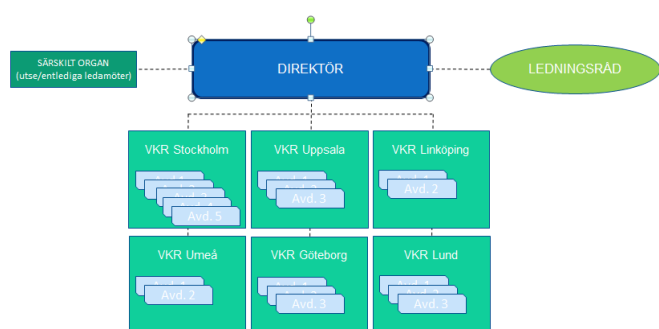 SÄRSKILT ORGAN
(utse/entlediga ledamöter)
DIREKTÖR
LEDNINGSRÅD
VKR Stockholm
Avd. 5
VKR Uppsala
Avd. 3
VKR Linköping
Avd. 2
VKR Umeå
Avd. 2
VKR Göteborg
Avd. 3
VKR Lund
Avd. 3